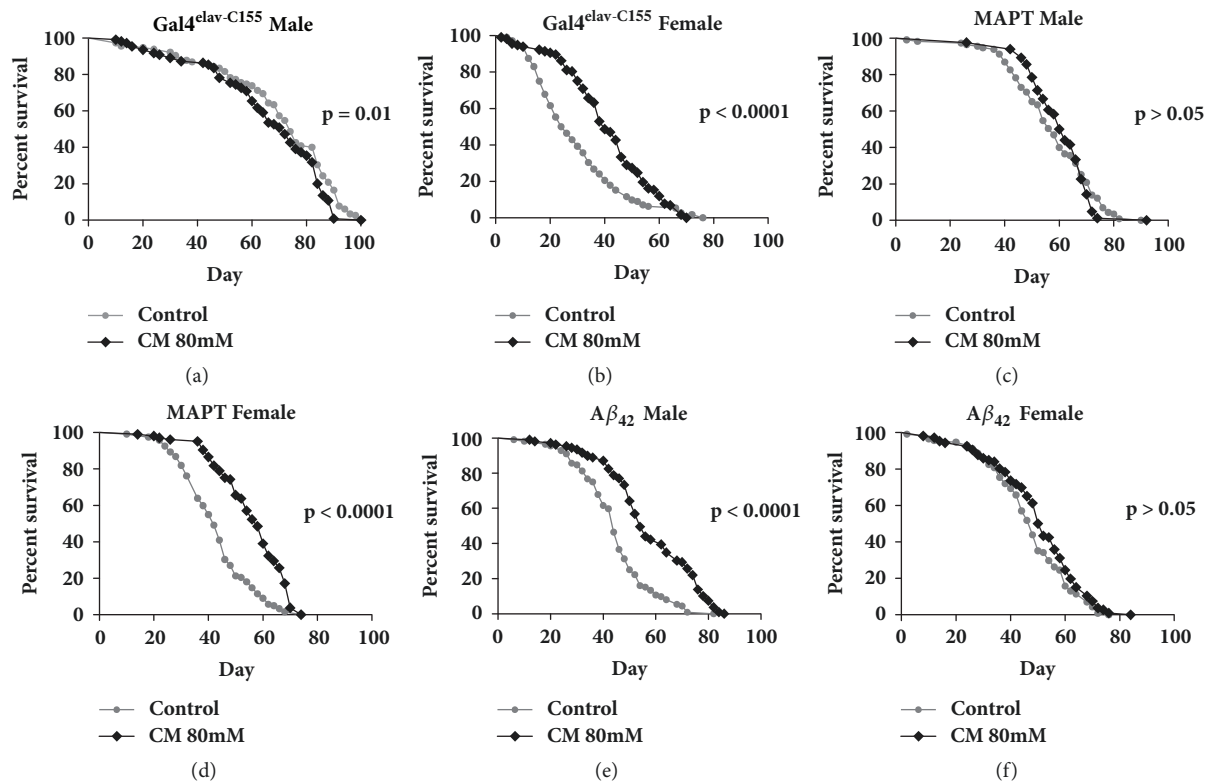 Gal4^elav-C155 Male
Percent survival
100
80
60
40
20
0
p = 0.01
0 20 40 60 80 100
Day
Control
CM 80mM
(a)
Gal4^elav-C155 Female
Percent survival
100
80
60
40
20
0
p < 0.0001
0 20 40 60 80 100
Day
Control
CM 80mM
(b)
MAPT Male
Percent survival
100
80
60
40
20
0
p > 0.05
0 20 40 60 80 100
Day
Control
CM 80mM
(c)
MAPT Female
Percent survival
100
80
60
40
20
0
p < 0.0001
0 20 40 60 80 100
Day
Control
CM 80mM
(d)
Aβ₄₂ Male
Percent survival
100
80
60
40
20
0
p < 0.0001
0 20 40 60 80 100
Day
Control
CM 80mM
(e)
Aβ₄₂ Female
Percent survival
100
80
60
40
20
0
p > 0.05
0 20 40 60 80 100
Day
Control
CM 80mM
(f)